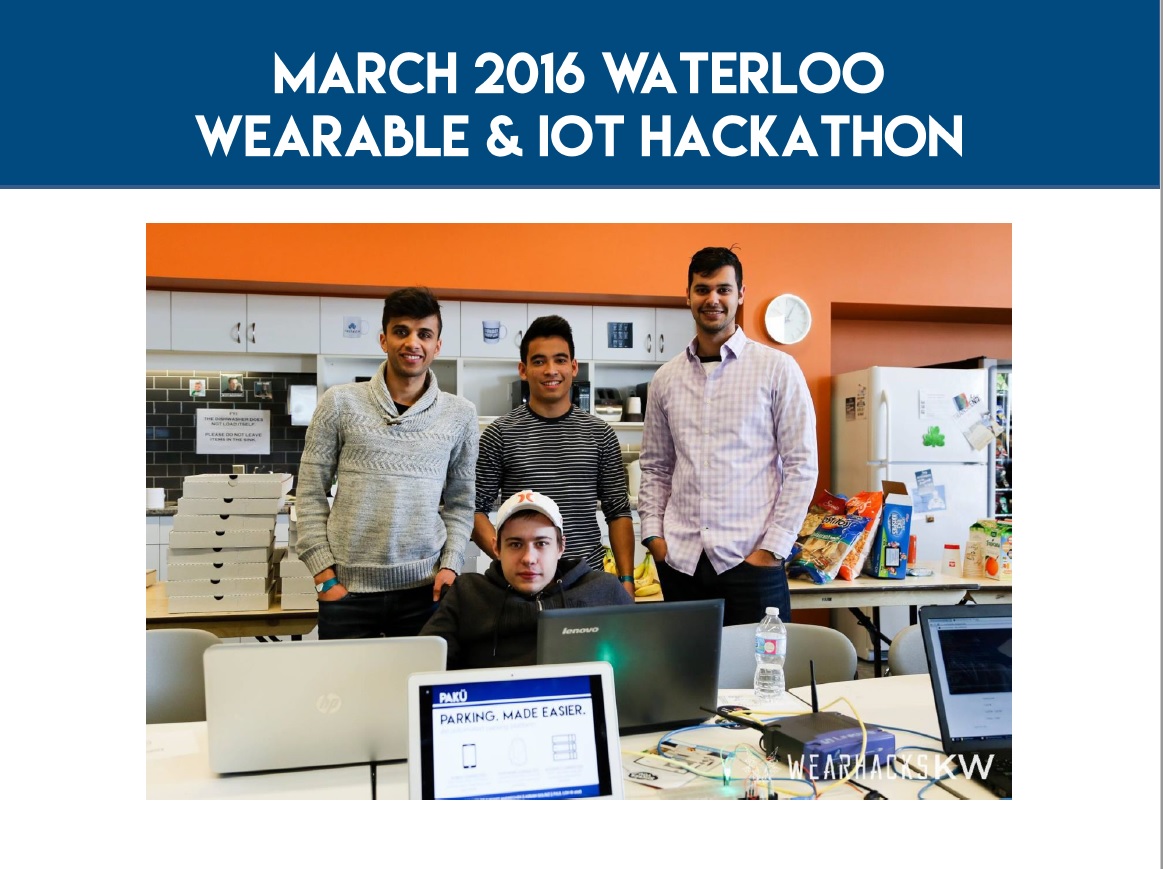 MARCH 2016 WATERLOO
WEARABLE & IOT HACKATHON
THE DISHWASHER DOES
NOT LOAD ITSELF.
PLEASE DO NOT LEAVE
ITEMS IN THE SINK.
lenovo
hp
PAKÜ
PARKING. MADE EASIER.
WEARHACKSKW